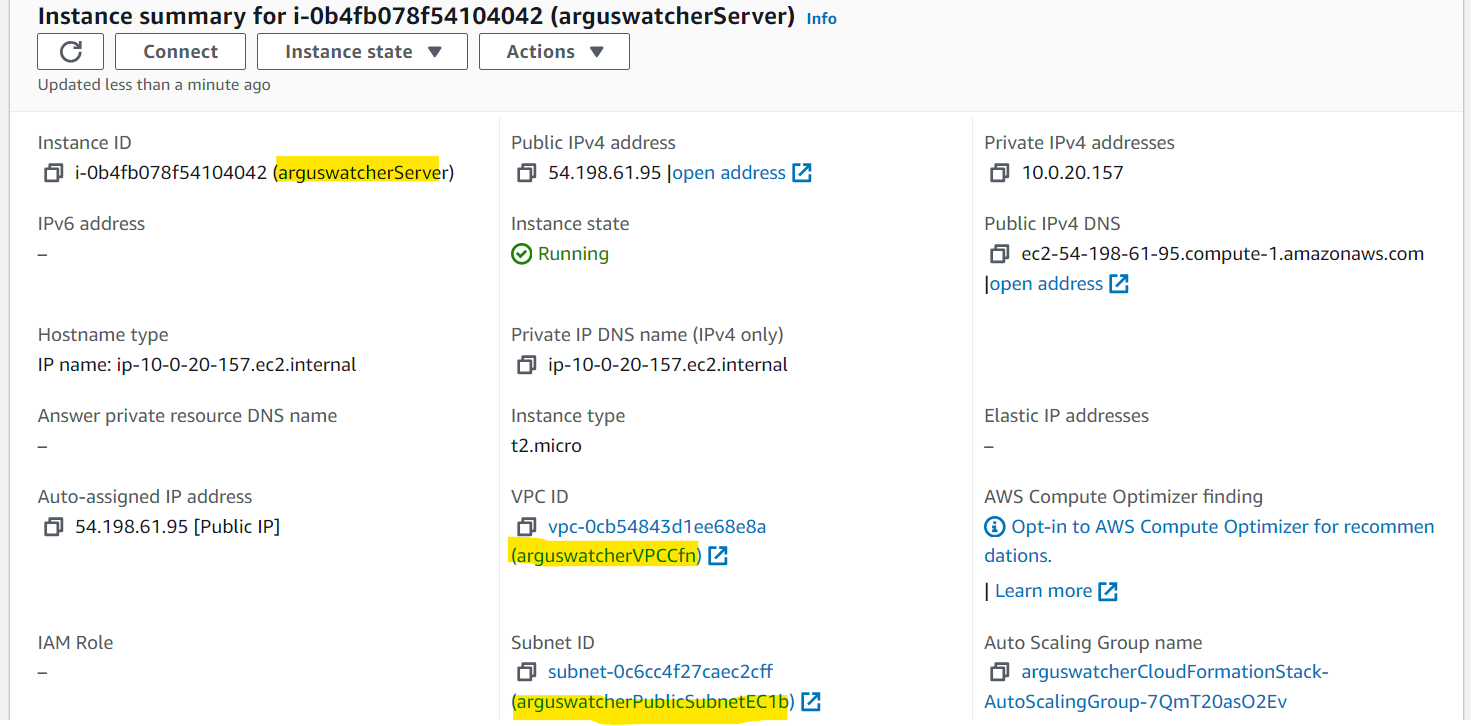 Instance summary for i-0b4fb078f54104042 (arguswatcherServer) Info
Connect Instance state Actions
Updated less than a minute ago
Instance ID
i-0b4fb078f54104042 (arguswatcherServer)
Public IPv4 address
54.198.61.95 |open address
Private IPv4 addresses
10.0.20.157
IPv6 address
–
Instance state
Running
Public IPv4 DNS
ec2-54-198-61-95.compute-1.amazonaws.com
|open address
Hostname type
IP name: ip-10-0-20-157.ec2.internal
Private IP DNS name (IPv4 only)
ip-10-0-20-157.ec2.internal
Answer private resource DNS name
–
Instance type
t2.micro
Elastic IP addresses
–
Auto-assigned IP address
54.198.61.95 [Public IP]
VPC ID
vpc-0cb54843d1ee68e8a
(arguswatcherVPCCfn)
AWS Compute Optimizer finding
Opt-in to AWS Compute Optimizer for recommen
dations.
| Learn more
IAM Role
–
Subnet ID
subnet-0c6cc4f27caec2cff
(arguswatcherPublicSubnetEC1b)
Auto Scaling Group name
arguswatcherCloudFormationStack-
AutoScalingGroup-7QmT20asO2Ev